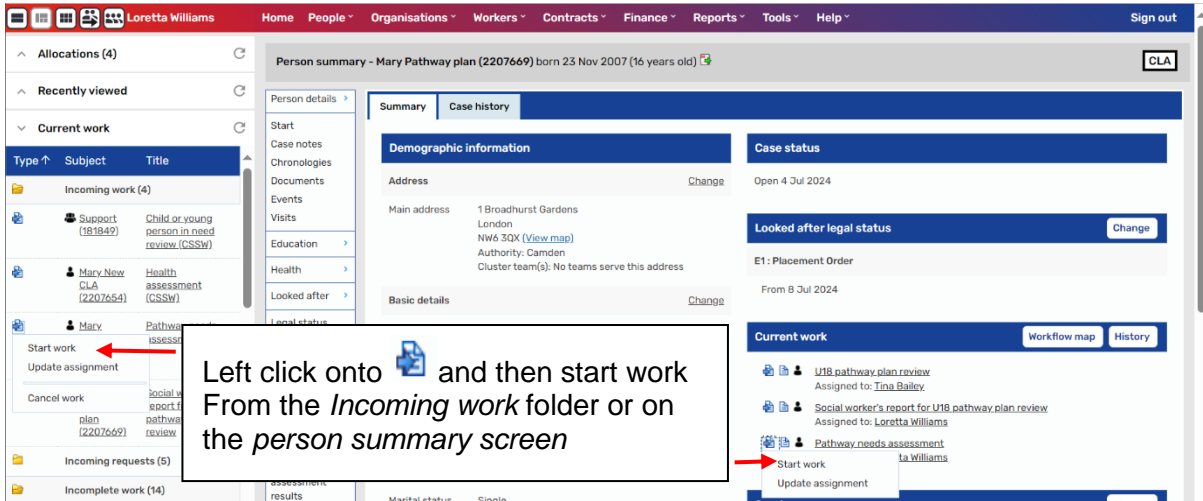 Loretta Williams
Home People Organisations Workers Contracts Finance Reports Tools Help Sign out
Allocations (4)
Recently viewed
Current work
Type Subject Title
Incoming work (4)
Support (181849)
Child or young person in need review (CSSW)
Mary New CLA (2207654)
Health assessment (CSSW)
Mary
Start work
Update assignment
Cancel work
plan (2207669)
review
Incoming requests (5)
Incomplete work (14)
Person summary - Mary Pathway plan (2207669) born 23 Nov 2007 (16 years old)
CLA
Person details
Start
Case notes
Chronologies
Documents
Events
Visits
Education
Health
Looked after
Legal status
assessment
results
Summary Case history
Demographic information
Address Change
Main address 1 Broadhurst Gardens
London
NW6 3QX (View map)
Authority: Camden
Cluster team(s): No teams serve this address
Basic details Change
Marital status Single
Case status
Open 4 Jul 2024
Looked after legal status Change
E1 : Placement Order
From 8 Jul 2024
Current work Workflow map History
U18 pathway plan review
Assigned to: Tina Bailey
Social worker's report for U18 pathway plan review
Assigned to: Loretta Williams
Pathway needs assessment
Williams
Start work
Update assignment
Left click onto and then start work
From the Incoming work folder or on
the person summary screen